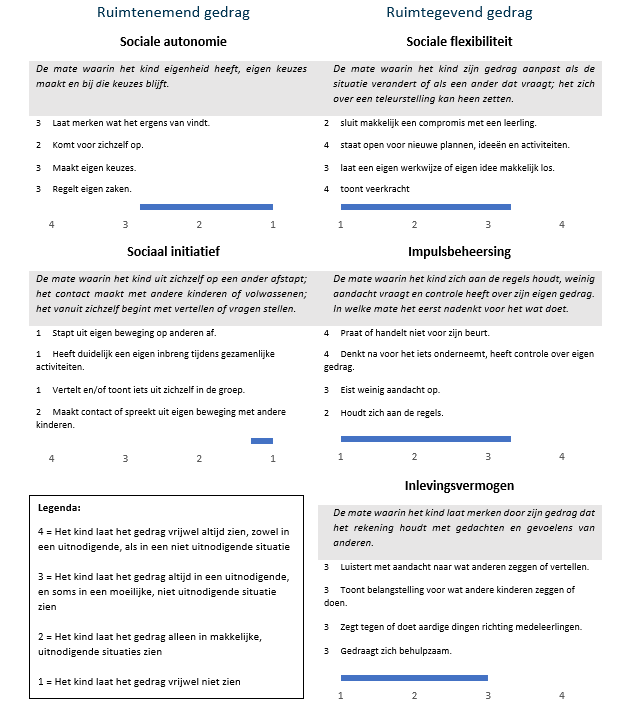 Ruimtenemend gedrag
Sociale autonomie
De mate waarin het kind eigenheid heeft, eigen keuzes
maakt en bij die keuzes blijft.
3 Laat merken wat het ergens van vindt.
2 Komt voor zichzelf op.
3 Maakt eigen keuzes.
3 Regelt eigen zaken.
4 3 2 1
Sociaal initiatief
De mate waarin het kind uit zichzelf op een ander afstapt;
het contact maakt met andere kinderen of volwassenen;
het vanuit zichzelf begint met vertellen of vragen stellen.
1 Stapt uit eigen beweging op anderen af.
1 Heeft duidelijk een eigen inbreng tijdens gezamenlijke
activiteiten.
1 Vertelt en/of toont iets uit zichzelf in de groep.
2 Maakt contact of spreekt uit eigen beweging met andere
kinderen.
4 3 2 1
Legenda:
4 = Het kind laat het gedrag vrijwel altijd zien, zowel in
een uitnodigende, als in een niet uitnodigende situatie
3 = Het kind laat het gedrag altijd in een uitnodigende,
en soms in een moeilijke, niet uitnodigende situatie
zien
2 = Het kind laat het gedrag alleen in makkelijke,
uitnodigende situaties zien
1 = Het kind laat het gedrag vrijwel niet zien
Ruimtegevend gedrag
Sociale flexibiliteit
De mate waarin het kind zijn gedrag aanpast als de
situatie verandert of als een ander dat vraagt; het zich
over een teleurstelling kan heen zetten.
2 sluit makkelijk een compromis met een leerling.
4 staat open voor nieuwe plannen, ideeën en activiteiten.
3 laat een eigen werkwijze of eigen idee makkelijk los.
4 toont veerkracht
1 2 3 4
Impulsbeheersing
De mate waarin het kind zich aan de regels houdt, weinig
aandacht vraagt en controle heeft over zijn eigen gedrag.
In welke mate het eerst nadenkt voor het wat doet.
4 Praat of handelt niet voor zijn beurt.
4 Denkt na voor het iets onderneemt, heeft controle over eigen
gedrag.
3 Eist weinig aandacht op.
2 Houdt zich aan de regels.
1 2 3 4
Inlevingsvermogen
De mate waarin het kind laat merken door zijn gedrag dat
het rekening houdt met gedachten en gevoelens van
anderen.
3 Luistert met aandacht naar wat anderen zeggen of vertellen.
3 Toont belangstelling voor wat andere kinderen zeggen of
doen.
3 Zegt tegen of doet aardige dingen richting medeleerlingen.
3 Gedraagt zich behulpzaam.
1 2 3 4